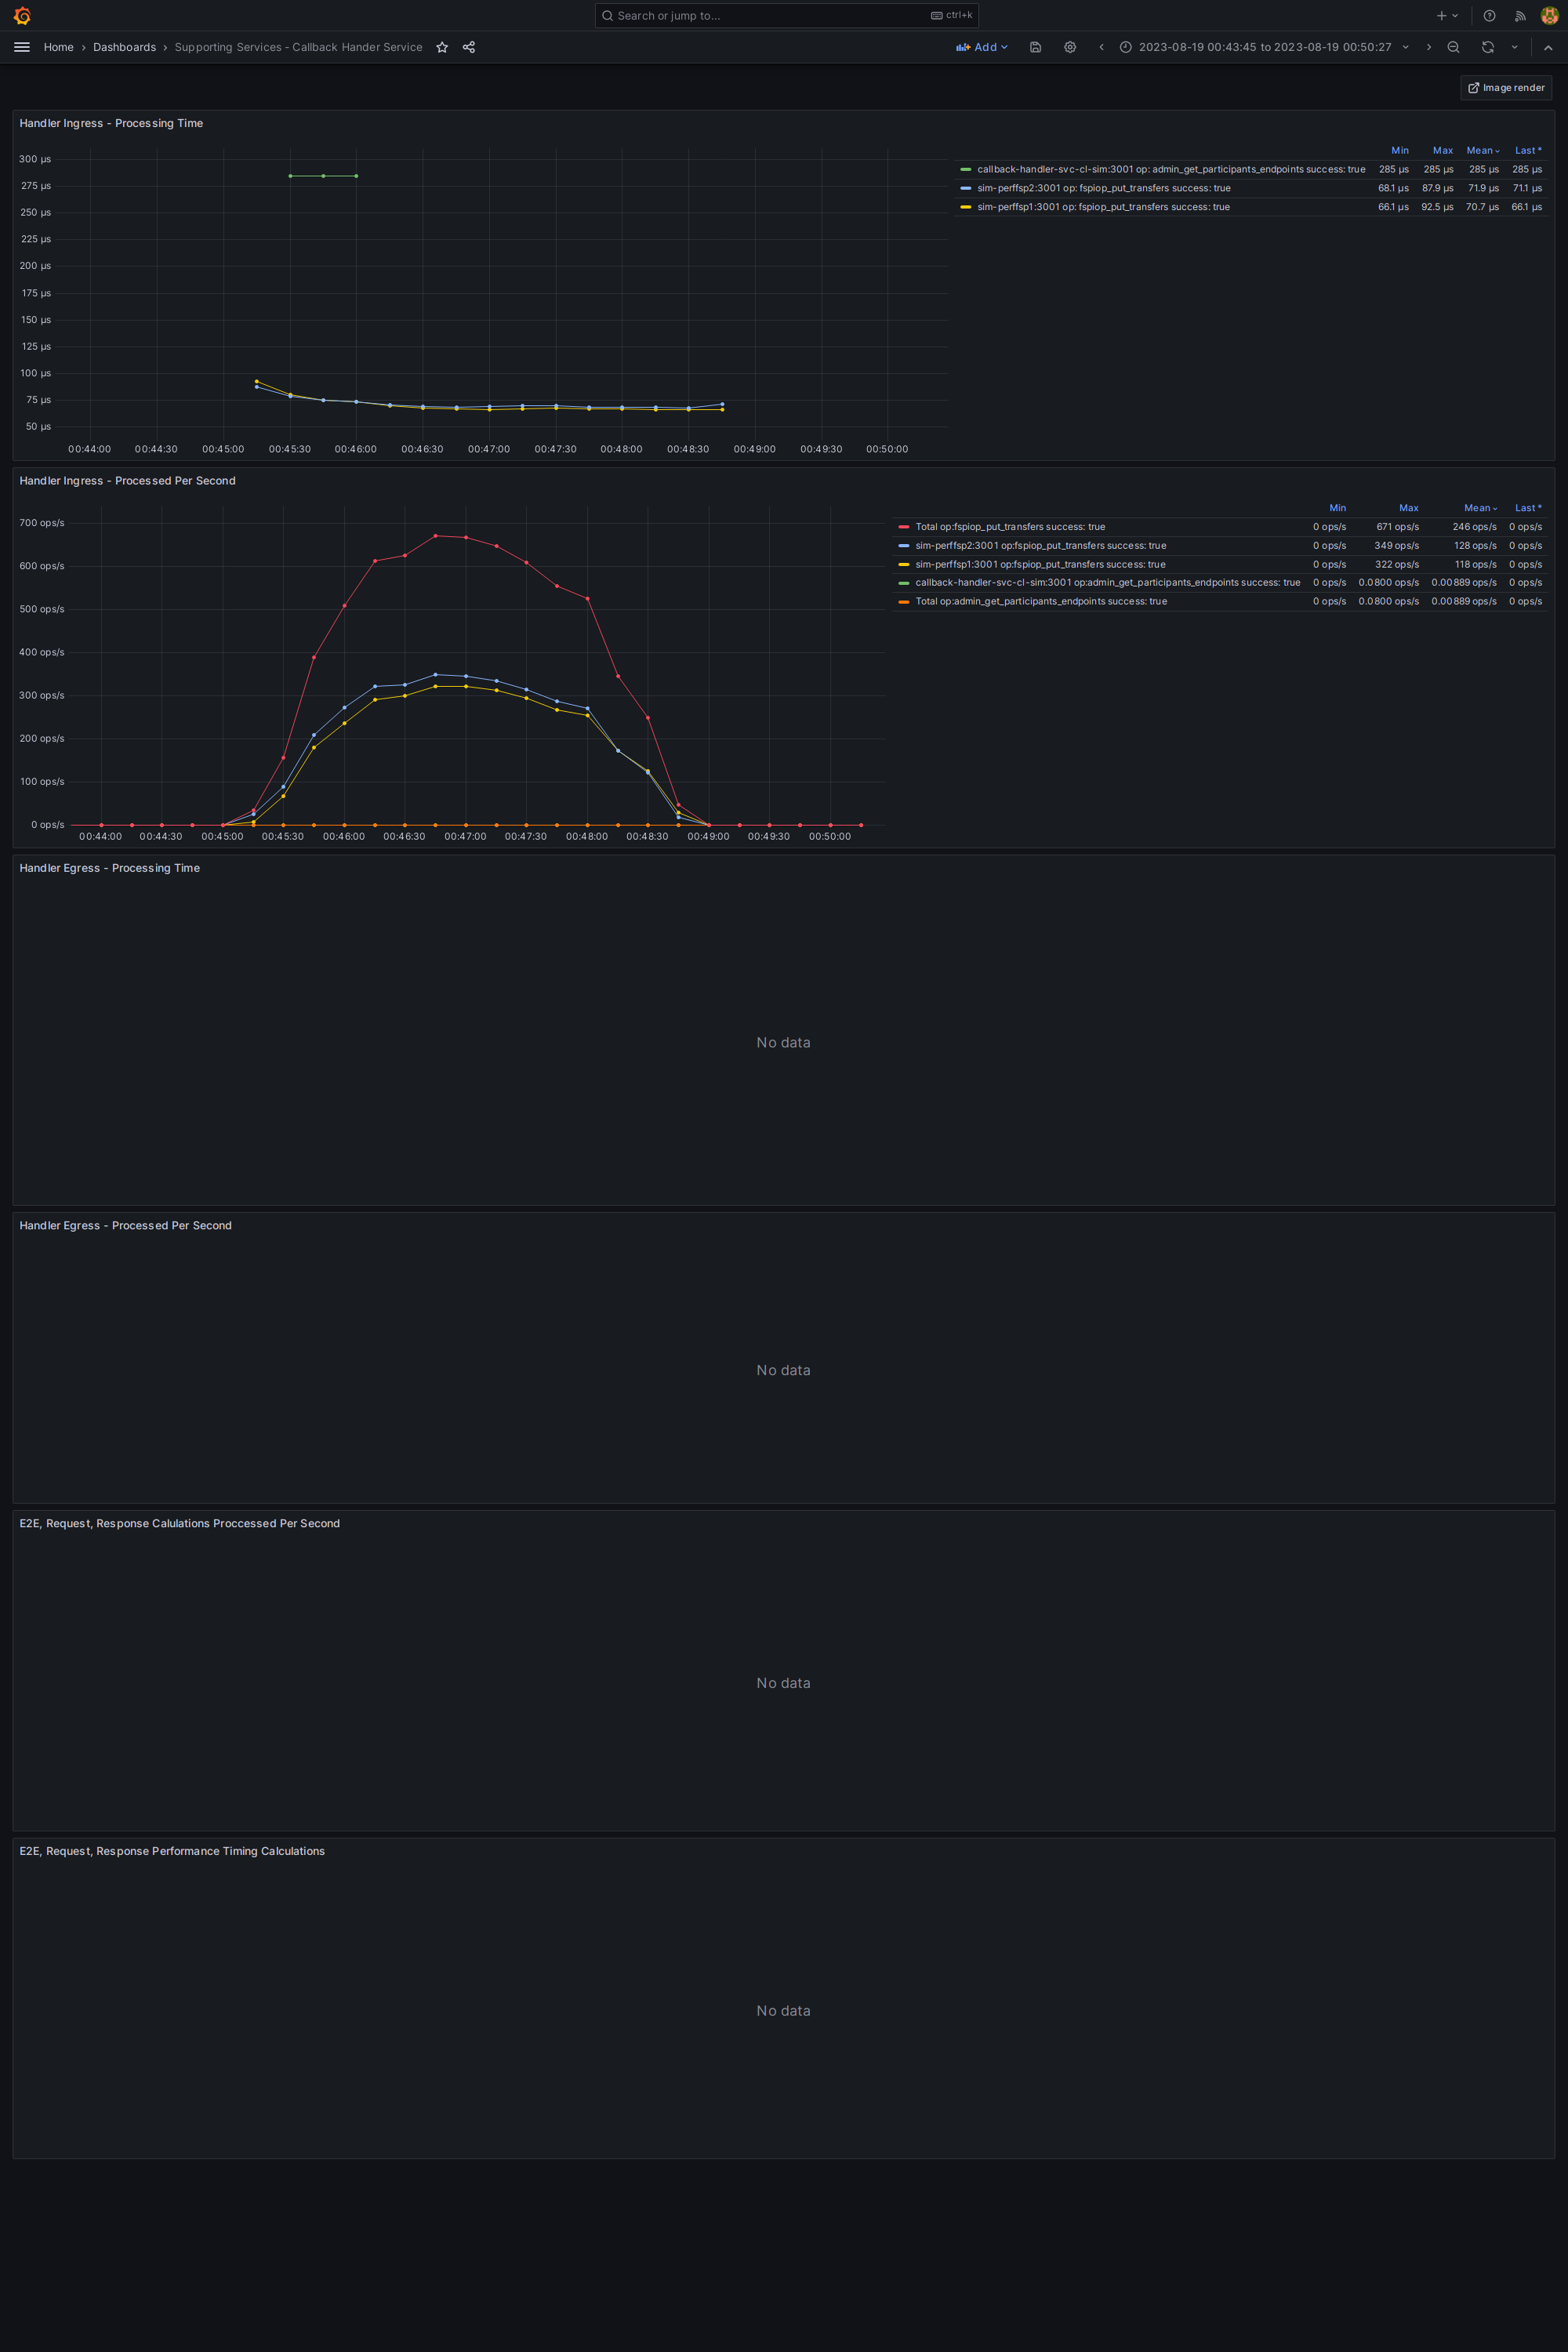 Search or jump to... ctrl+k
Home › Dashboards › Supporting Services - Callback Hander Service Add 2023-08-19 00:43:45 to 2023-08-19 00:50:27
Image render
Handler Ingress - Processing Time
Min Max Mean Last *
callback-handler-svc-cl-sim:3001 op: admin_get_participants_endpoints success: true 285 µs 285 µs 285 µs 285 µs
sim-perffsp2:3001 op: fspiop_put_transfers success: true 68.1 µs 87.9 µs 71.9 µs 71.1 µs
sim-perffsp1:3001 op: fspiop_put_transfers success: true 66.1 µs 92.5 µs 70.7 µs 66.1 µs
300 µs
275 µs
250 µs
225 µs
200 µs
175 µs
150 µs
125 µs
100 µs
75 µs
50 µs
00:44:00 00:44:30 00:45:00 00:45:30 00:46:00 00:46:30 00:47:00 00:47:30 00:48:00 00:48:30 00:49:00 00:49:30 00:50:00
Handler Ingress - Processed Per Second
Min Max Mean Last *
Total op:fspiop_put_transfers success: true 0 ops/s 671 ops/s 246 ops/s 0 ops/s
sim-perffsp2:3001 op:fspiop_put_transfers success: true 0 ops/s 349 ops/s 128 ops/s 0 ops/s
sim-perffsp1:3001 op:fspiop_put_transfers success: true 0 ops/s 322 ops/s 118 ops/s 0 ops/s
callback-handler-svc-cl-sim:3001 op:admin_get_participants_endpoints success: true 0 ops/s 0.0800 ops/s 0.00889 ops/s 0 ops/s
Total op:admin_get_participants_endpoints success: true 0 ops/s 0.0800 ops/s 0.00889 ops/s 0 ops/s
700 ops/s
600 ops/s
500 ops/s
400 ops/s
300 ops/s
200 ops/s
100 ops/s
0 ops/s
00:44:00 00:44:30 00:45:00 00:45:30 00:46:00 00:46:30 00:47:00 00:47:30 00:48:00 00:48:30 00:49:00 00:49:30 00:50:00
Handler Egress - Processing Time
No data
Handler Egress - Processed Per Second
No data
E2E, Request, Response Calulations Proccessed Per Second
No data
E2E, Request, Response Performance Timing Calculations
No data